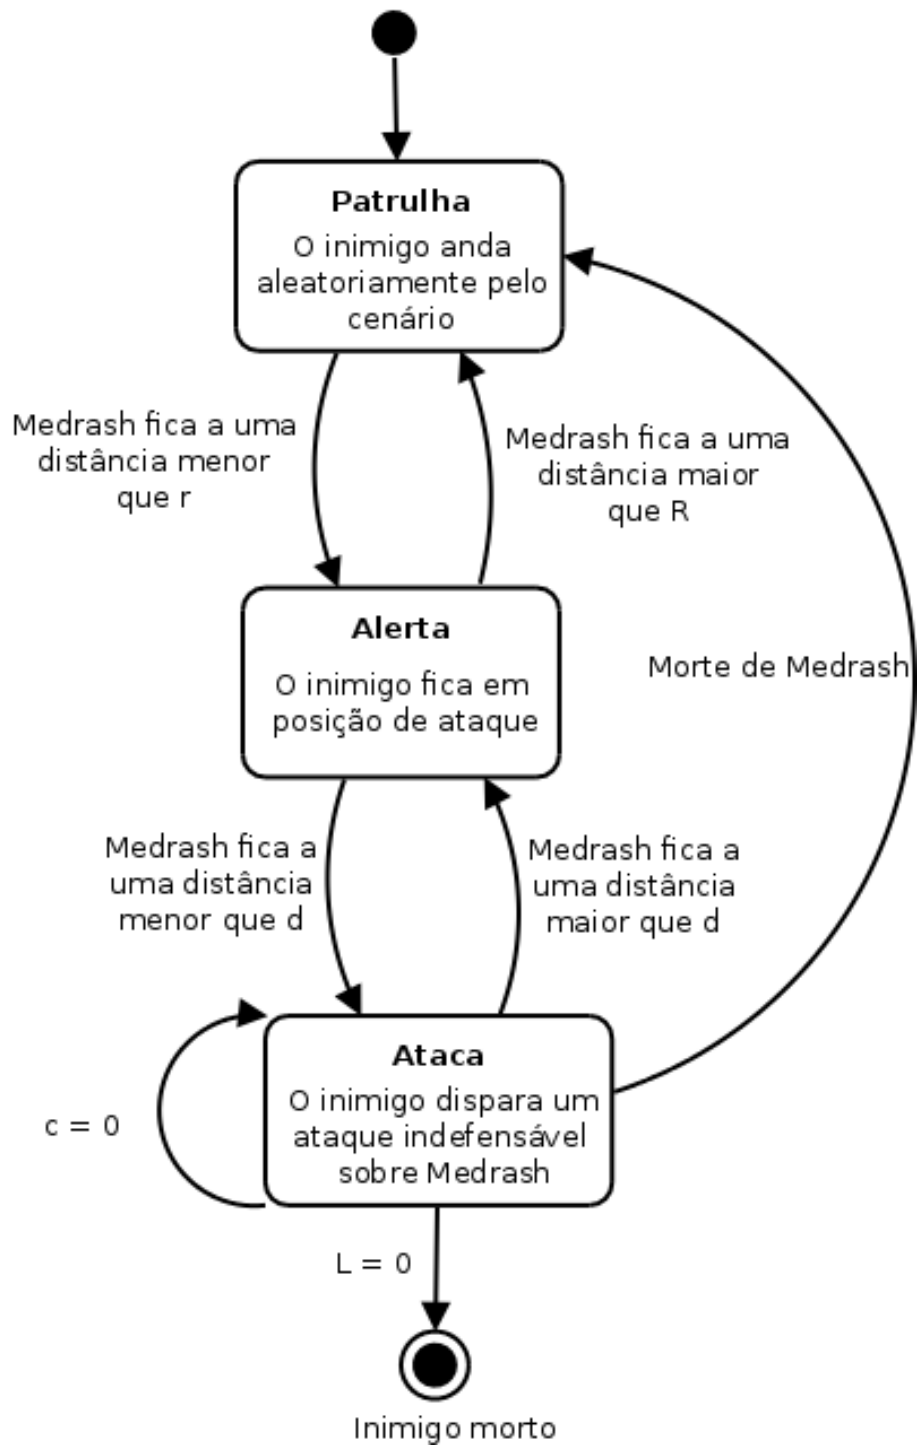 Patrulha
O inimigo anda
aleatoriamente pelo
cenário
Medrash fica a uma
distância menor
que r
Medrash fica a uma
distância maior
que R
Alerta
O inimigo fica em
posição de ataque
Morte de Medrash
Medrash fica a
uma distância
menor que d
Medrash fica a
uma distância
maior que d
Ataca
O inimigo dispara um
ataque indefensável
sobre Medrash
c = 0
L = 0
Inimigo morto